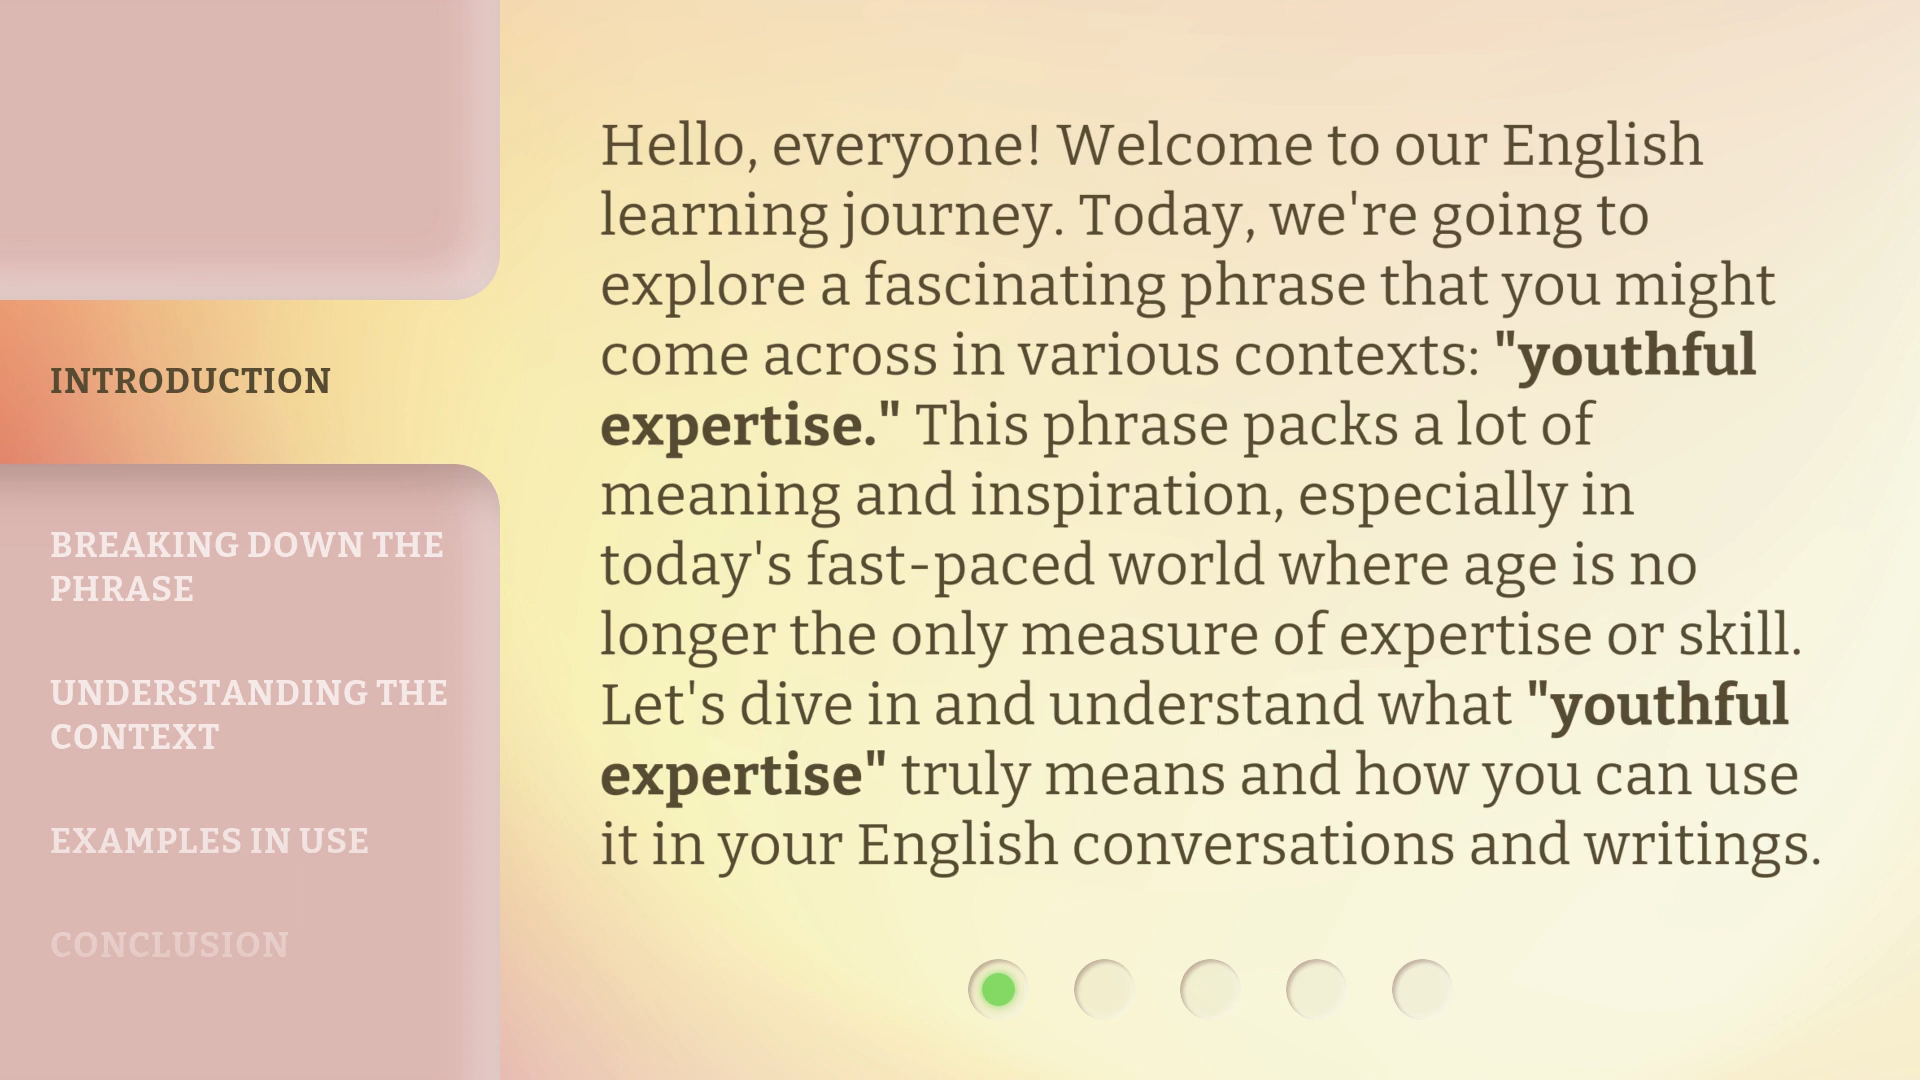 INTRODUCTION
BREAKING DOWN THE
PHRASE
UNDERSTANDING THE
CONTEXT
EXAMPLES IN USE
CONCLUSION
Hello, everyone! Welcome to our English
learning journey. Today, we're going to
explore a fascinating phrase that you might
come across in various contexts: "youthful
expertise." This phrase packs a lot of
meaning and inspiration, especially in
today's fast-paced world where age is no
longer the only measure of expertise or skill.
Let's dive in and understand what "youthful
expertise" truly means and how you can use
it in your English conversations and writings.